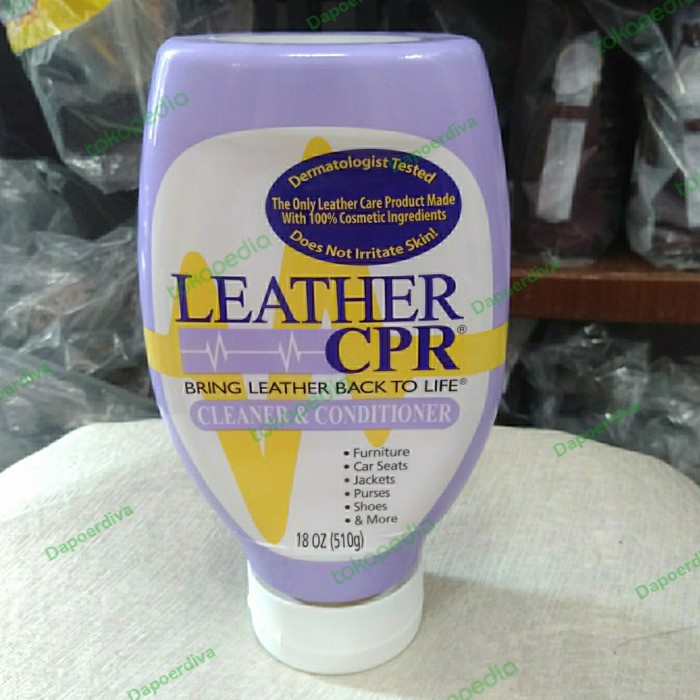 Dermatologist Tested
The Only Leather Care Product Made
With 100% Cosmetic Ingredients
Does Not Irritate Skin!
LEATHER
CPR®
BRING LEATHER BACK TO LIFE®
CLEANER & CONDITIONER
• Furniture
• Car Seats
• Jackets
• Purses
• Shoes
• & More
18 OZ (510g)
tokopedia
Dapoerdiva